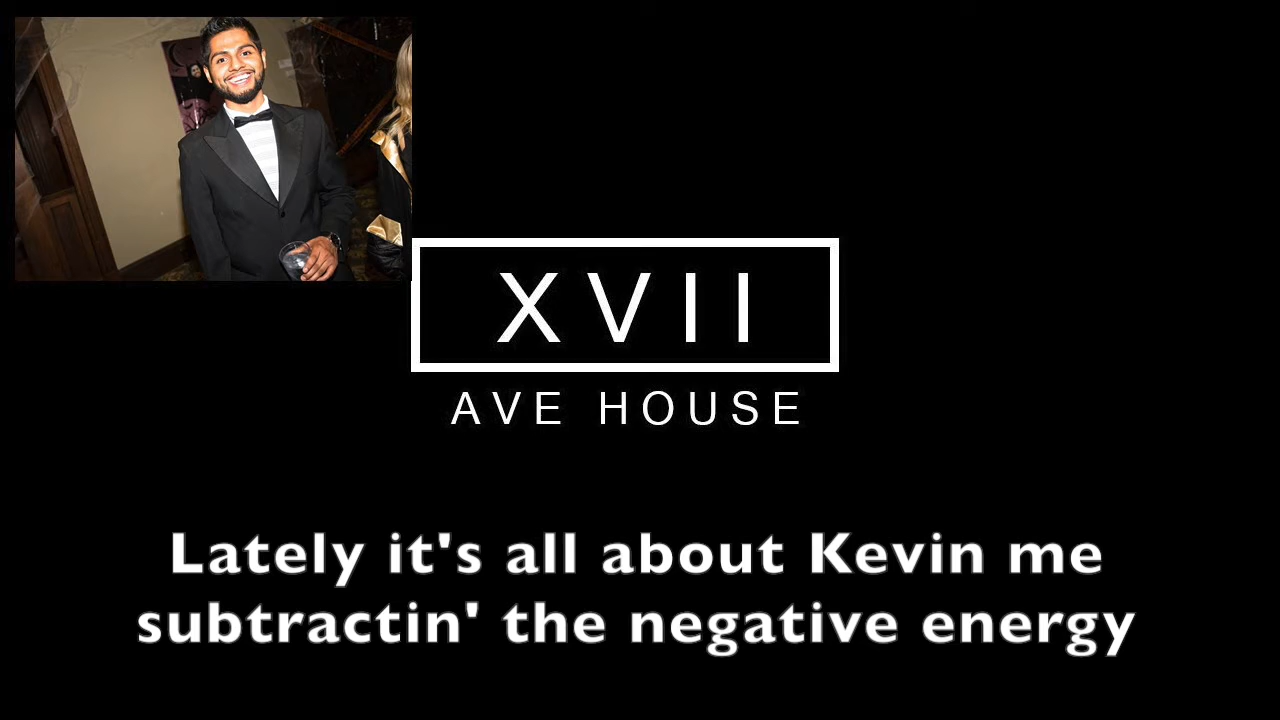 XVII
AVE HOUSE
Lately it's all about Kevin me
subtractin' the negative energy